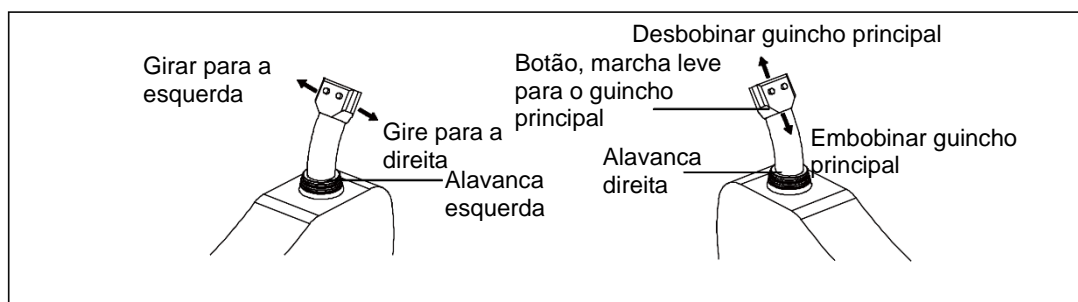 Girar para a
esquerda
Gire para a
direita
Alavanca
esquerda
Desbobinar guincho principal
Botão, marcha leve
para o guincho
principal
Embobinar guincho
principal
Alavanca
direita